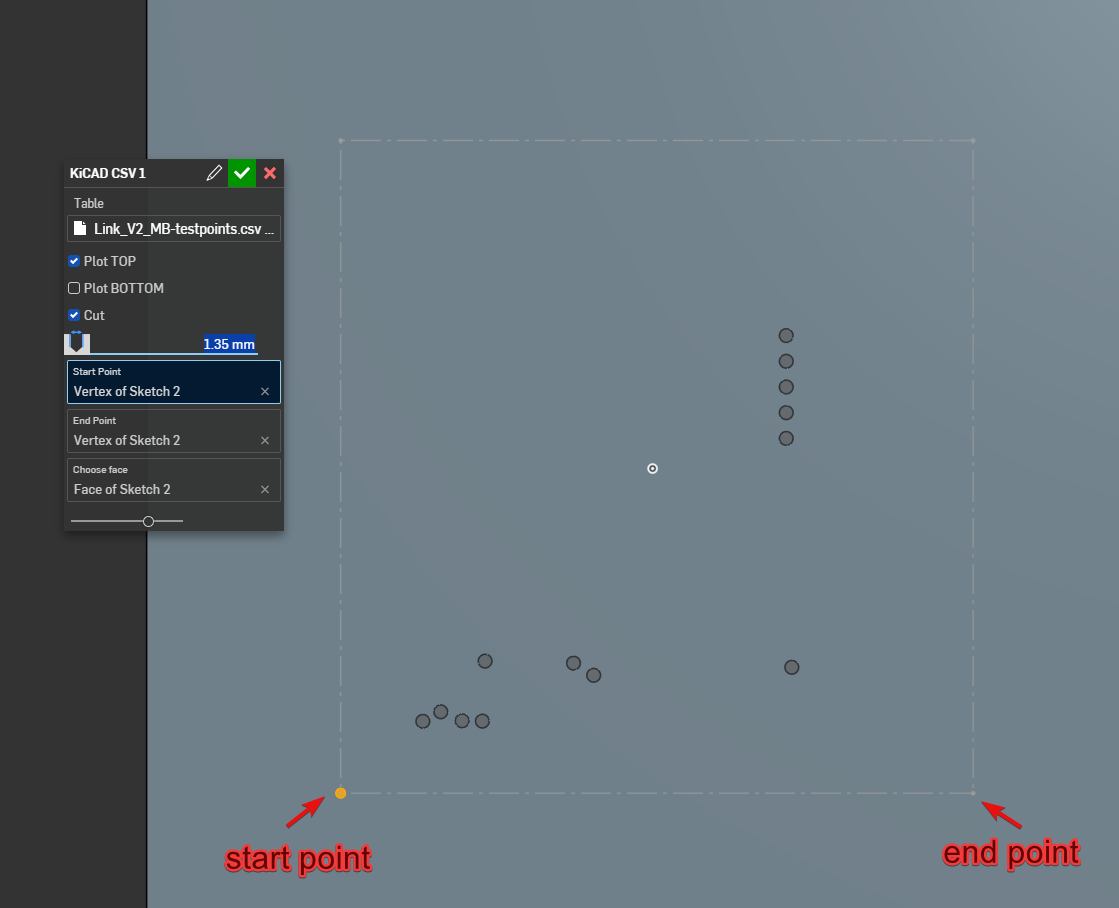 KiCAD CSV 1
Table
Link_V2_MB-testpoints.csv ...
Plot TOP
Plot BOTTOM
Cut
1.35 mm
Start Point
Vertex of Sketch 2
End Point
Vertex of Sketch 2
Choose face
Face of Sketch 2
start point
end point